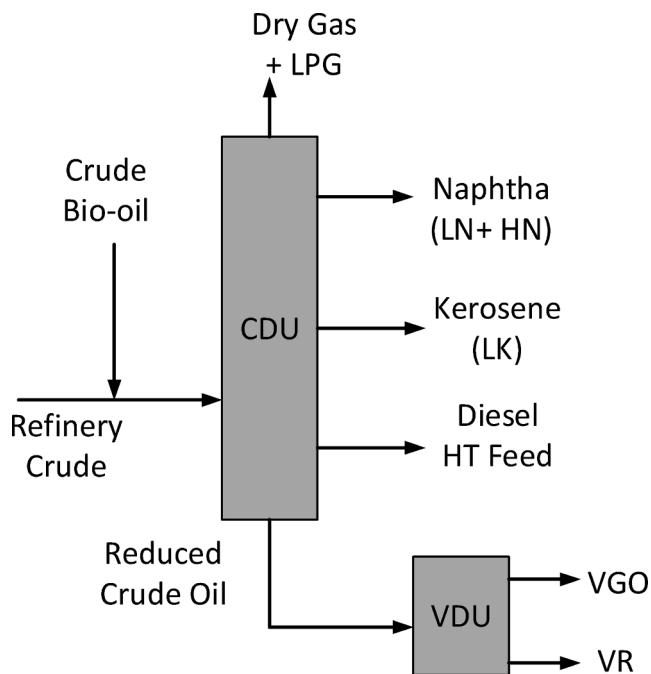 Dry Gas
+ LPG
Crude
Bio-oil
Naphtha
(LN+ HN)
CDU
Kerosene
(LK)
Refinery
Crude
Diesel
HT Feed
Reduced
Crude Oil
VDU
VGO
VR